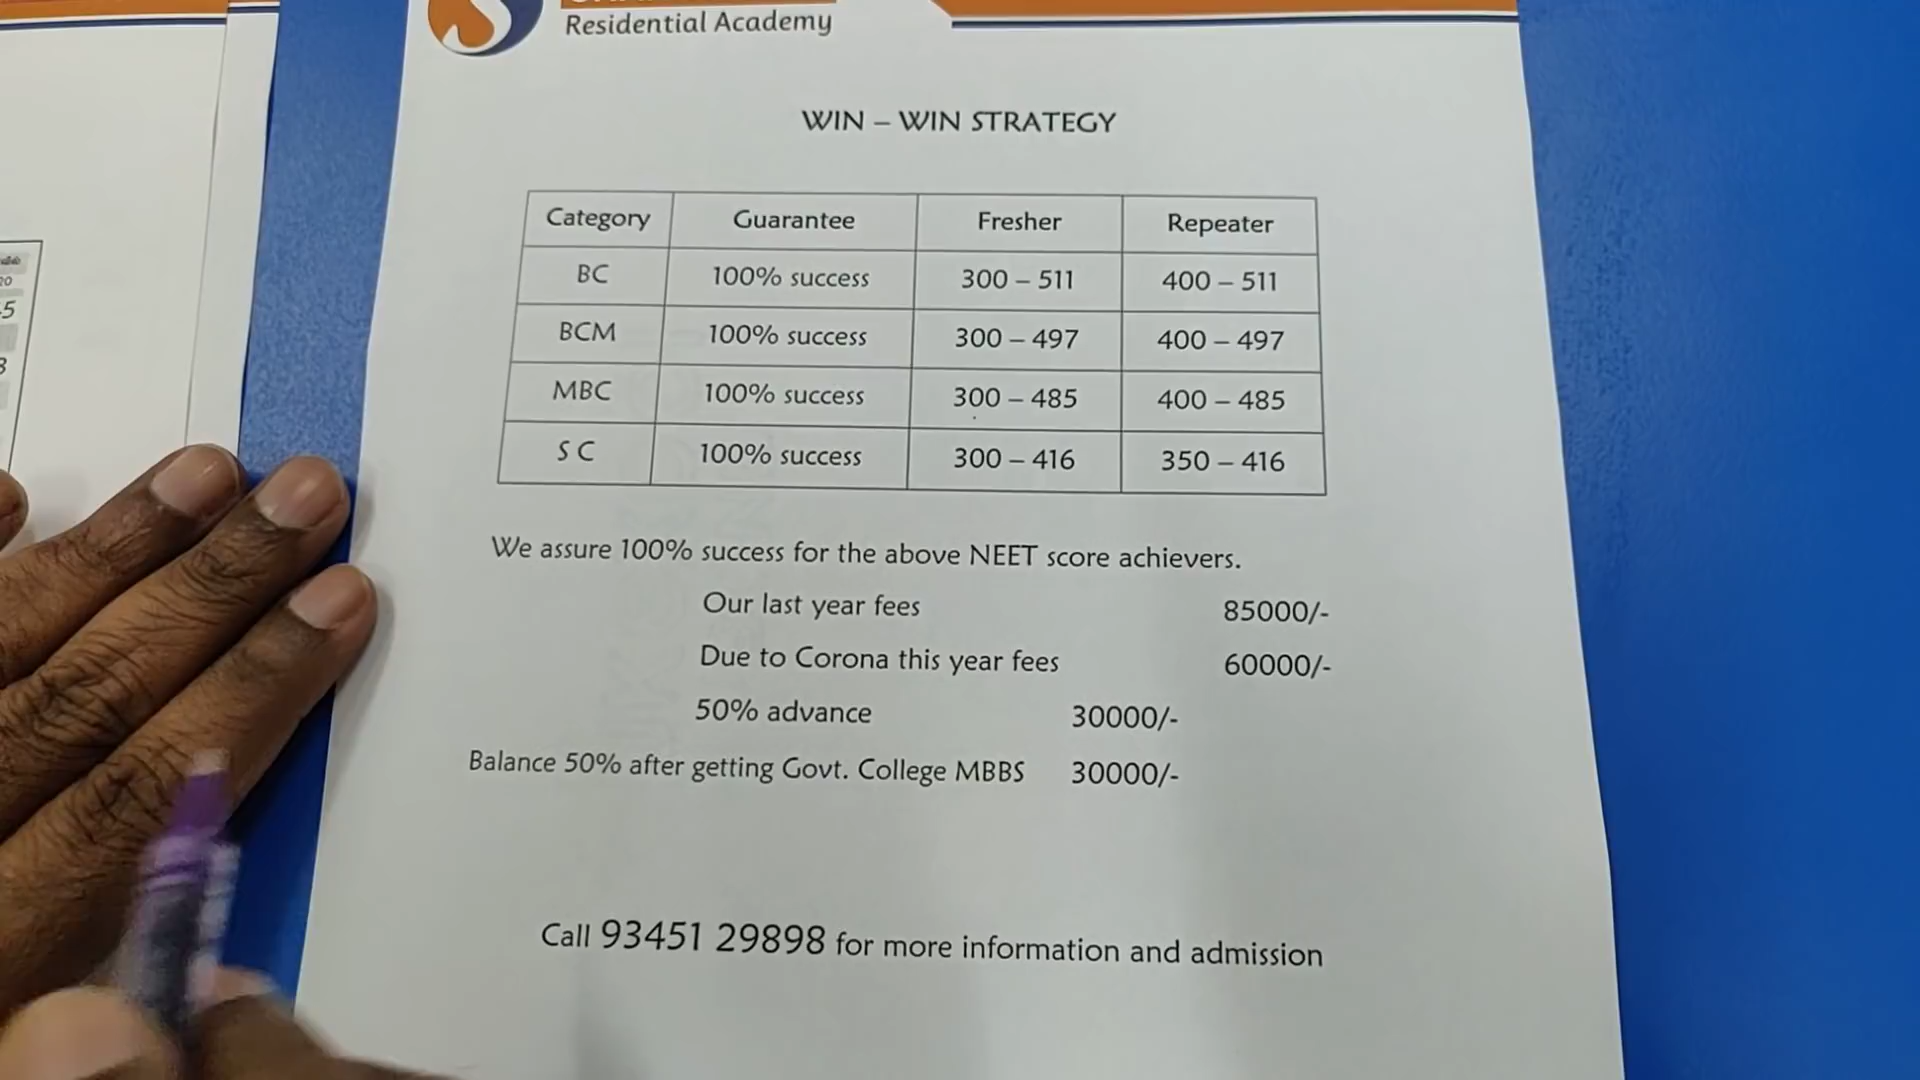 Residential Academy
WIN – WIN STRATEGY
Category Guarantee Fresher Repeater
BC 100% success 300 – 511 400 – 511
BCM 100% success 300 – 497 400 – 497
MBC 100% success 300 – 485 400 – 485
S C 100% success 300 – 416 350 – 416
We assure 100% success for the above NEET score achievers.
Our last year fees 85000/-
Due to Corona this year fees 60000/-
50% advance 30000/-
Balance 50% after getting Govt. College MBBS 30000/-
Call 93451 29898 for more information and admission